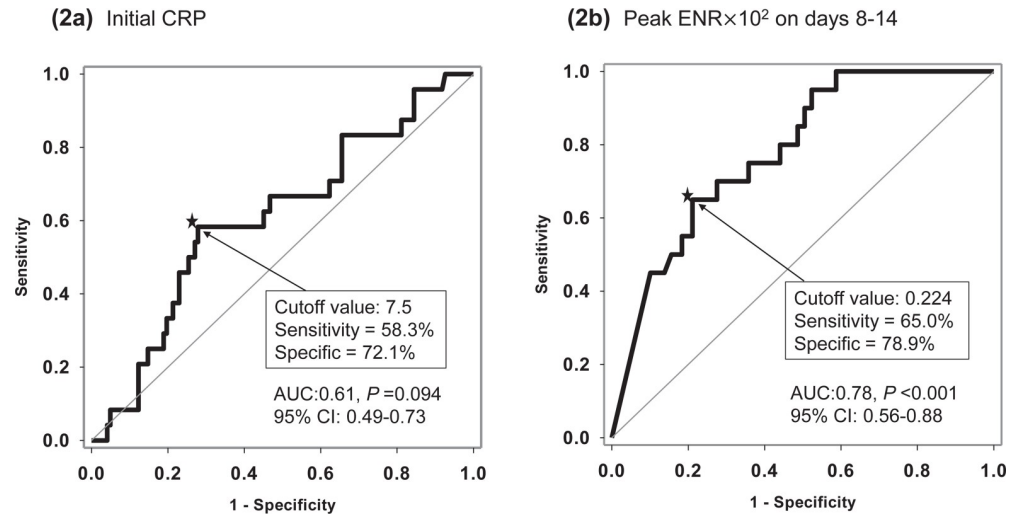 (2a) Initial CRP
1.0
0.8
0.6
0.4
0.2
0.0
Sensitivity
Cutoff value: 7.5
Sensitivity = 58.3%
Specific = 72.1%
AUC:0.61, P =0.094
95% CI: 0.49-0.73
0.0 0.2 0.4 0.6 0.8 1.0
1 - Specificity
(2b) Peak ENR×10² on days 8-14
1.0
0.8
0.6
0.4
0.2
0.0
Sensitivity
Cutoff value: 0.224
Sensitivity = 65.0%
Specific = 78.9%
AUC:0.78, P <0.001
95% CI: 0.56-0.88
0.0 0.2 0.4 0.6 0.8 1.0
1 - Specificity